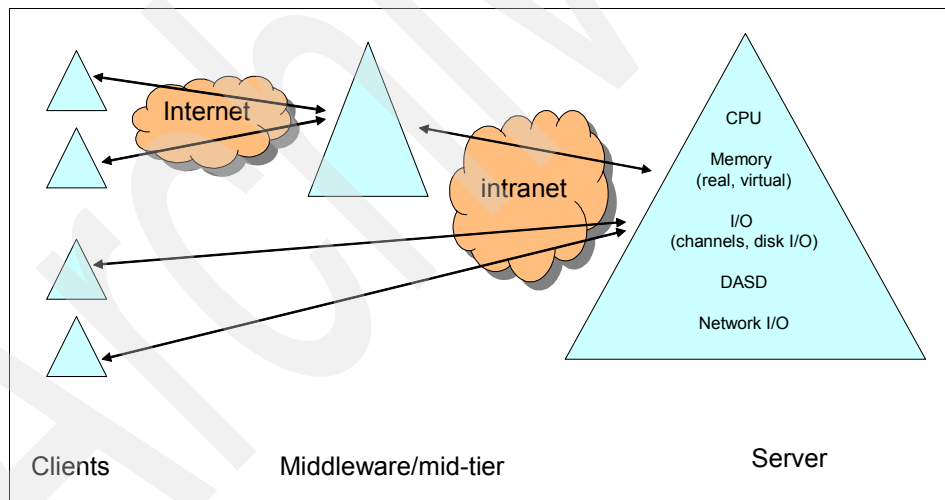 Internet
intranet
CPU
Memory
(real, virtual)
I/O
(channels, disk I/O)
DASD
Network I/O
Clients
Middleware/mid-tier
Server